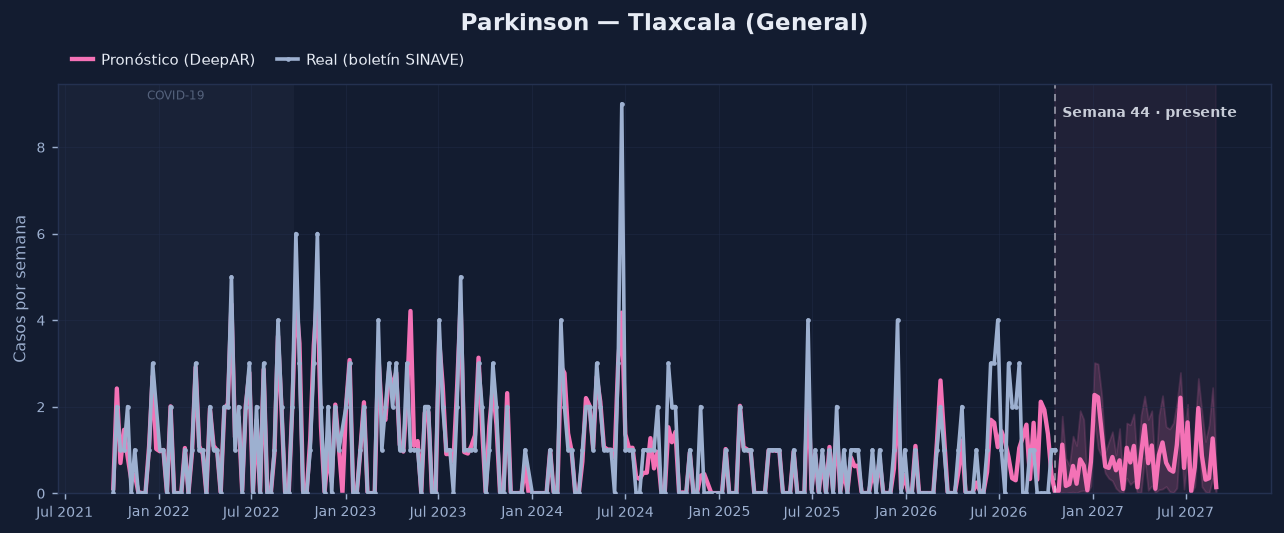 Parkinson — Tlaxcala (General)
Pronóstico (DeepAR)
Real (boletín SINAVE)
COVID-19
Semana 44 · presente
Casos por semana
8
6
4
2
0
Jul 2021
Jan 2022
Jul 2022
Jan 2023
Jul 2023
Jan 2024
Jul 2024
Jan 2025
Jul 2025
Jan 2026
Jul 2026
Jan 2027
Jul 2027